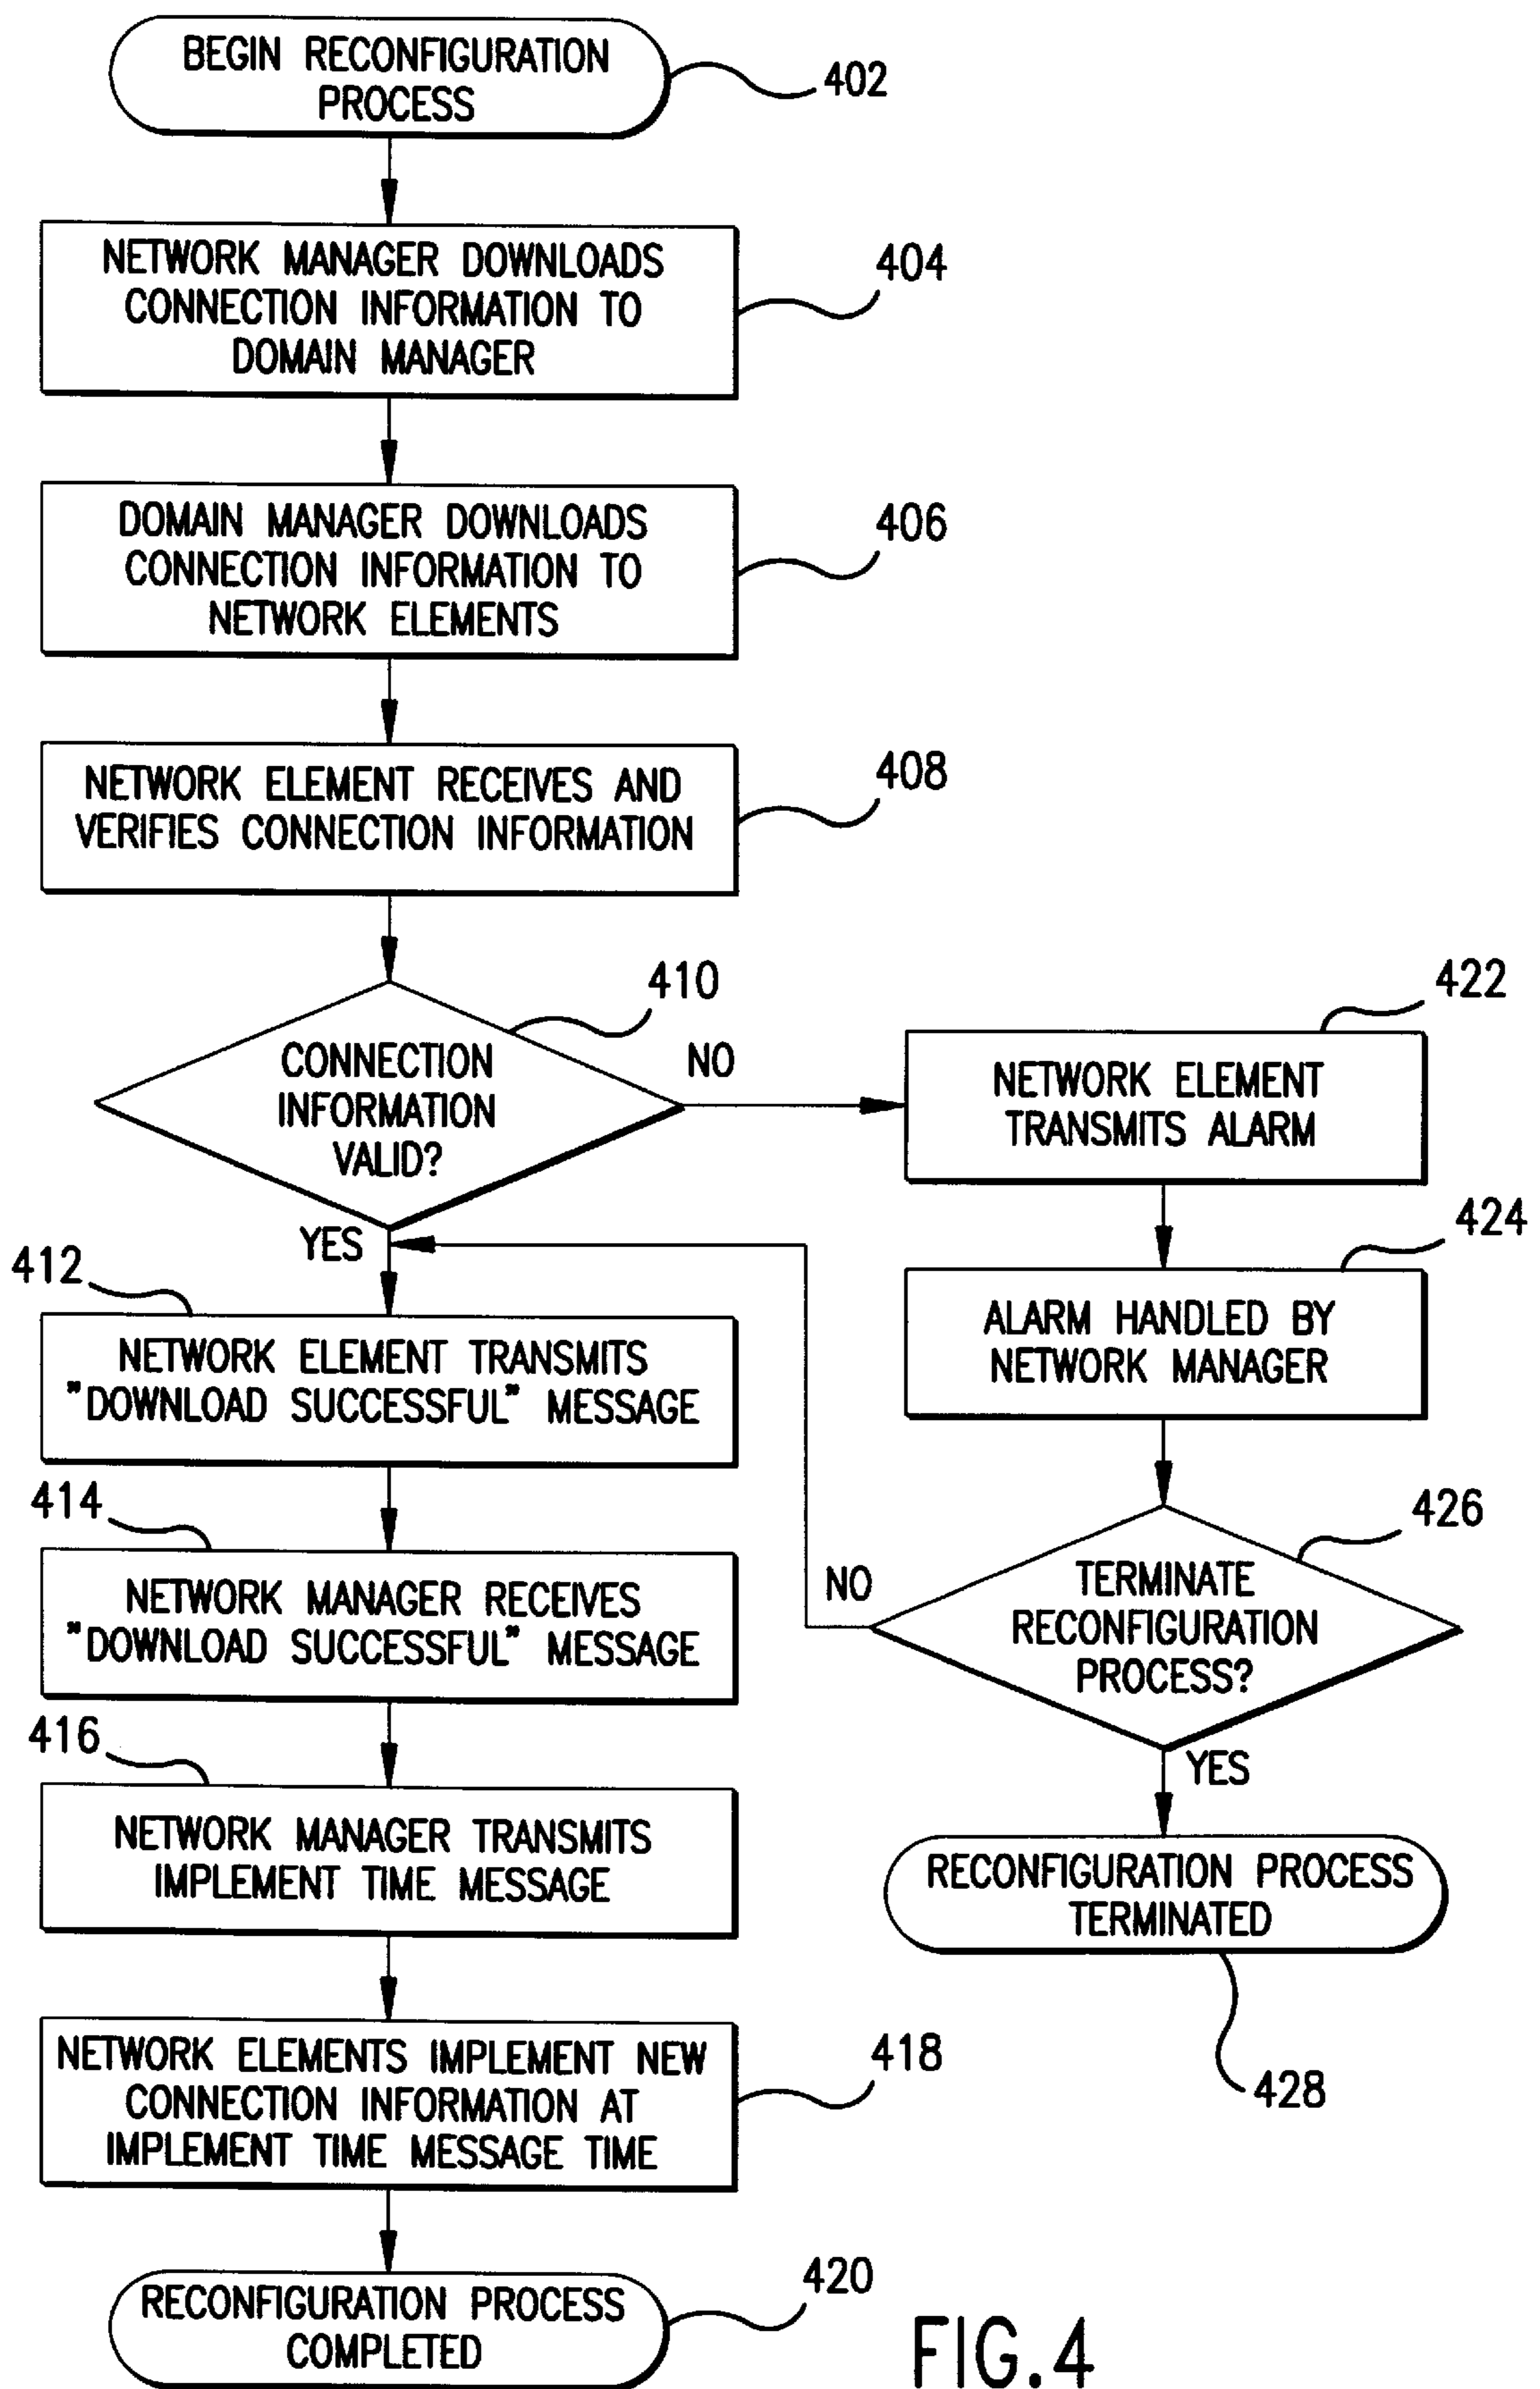 BEGIN RECONFIGURATION
PROCESS
402
NETWORK MANAGER DOWNLOADS
CONNECTION INFORMATION TO
DOMAIN MANAGER
404
DOMAIN MANAGER DOWNLOADS
CONNECTION INFORMATION TO
NETWORK ELEMENTS
406
NETWORK ELEMENT RECEIVES AND
VERIFIES CONNECTION INFORMATION
408
CONNECTION
INFORMATION
VALID?
410
NO
YES
412
NETWORK ELEMENT TRANSMITS
"DOWNLOAD SUCCESSFUL" MESSAGE
414
NETWORK MANAGER RECEIVES
"DOWNLOAD SUCCESSFUL" MESSAGE
416
NETWORK MANAGER TRANSMITS
IMPLEMENT TIME MESSAGE
NETWORK ELEMENTS IMPLEMENT NEW
CONNECTION INFORMATION AT
IMPLEMENT TIME MESSAGE TIME
418
RECONFIGURATION PROCESS
COMPLETED
420
422
NETWORK ELEMENT
TRANSMITS ALARM
424
ALARM HANDLED BY
NETWORK MANAGER
426
TERMINATE
RECONFIGURATION
PROCESS?
NO
YES
RECONFIGURATION PROCESS
TERMINATED
428
FIG.4